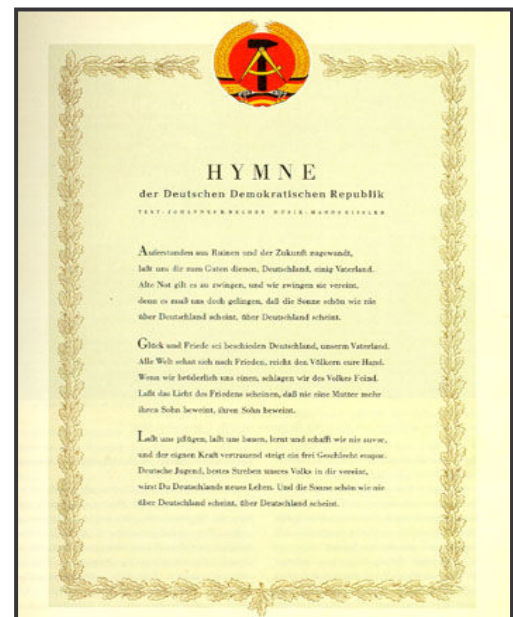 HYMNE
der Deutschen Demokratischen Republik
TEXT · JOHANNES R. BECHER MUSIK · HANNS EISLER
Auferstanden aus Ruinen und der Zukunft zugewandt,
laßt uns dir zum Guten dienen, Deutschland, einig Vaterland.
Alte Not gilt es zu zwingen, und wir zwingen sie vereint,
denn es muß uns doch gelingen, daß die Sonne schön wie nie
über Deutschland scheint, über Deutschland scheint.
Glück und Friede sei beschieden Deutschland, unserm Vaterland.
Alle Welt sehnt sich nach Frieden, reicht den Völkern eure Hand.
Wenn wir brüderlich uns einen, schlagen wir des Volkes Feind.
Laßt das Licht des Friedens scheinen, daß nie eine Mutter mehr
ihren Sohn beweint, ihren Sohn beweint.
Laßt uns pflügen, laßt uns bauen, lernt und schafft wie nie zuvor,
und der eignen Kraft vertrauend steigt ein frei Geschlecht empor.
Deutsche Jugend, bestes Streben unsres Volks in dir vereint,
wirst Du Deutschlands neues Leben. Und die Sonne schön wie nie
über Deutschland scheint, über Deutschland scheint.